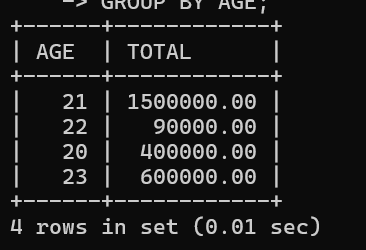 -> GROUP BY AGE;
+------+------------+
| AGE  | TOTAL      |
+------+------------+
|   21 | 1500000.00 |
|   22 |   90000.00 |
|   20 |  400000.00 |
|   23 |  600000.00 |
+------+------------+
4 rows in set (0.01 sec)